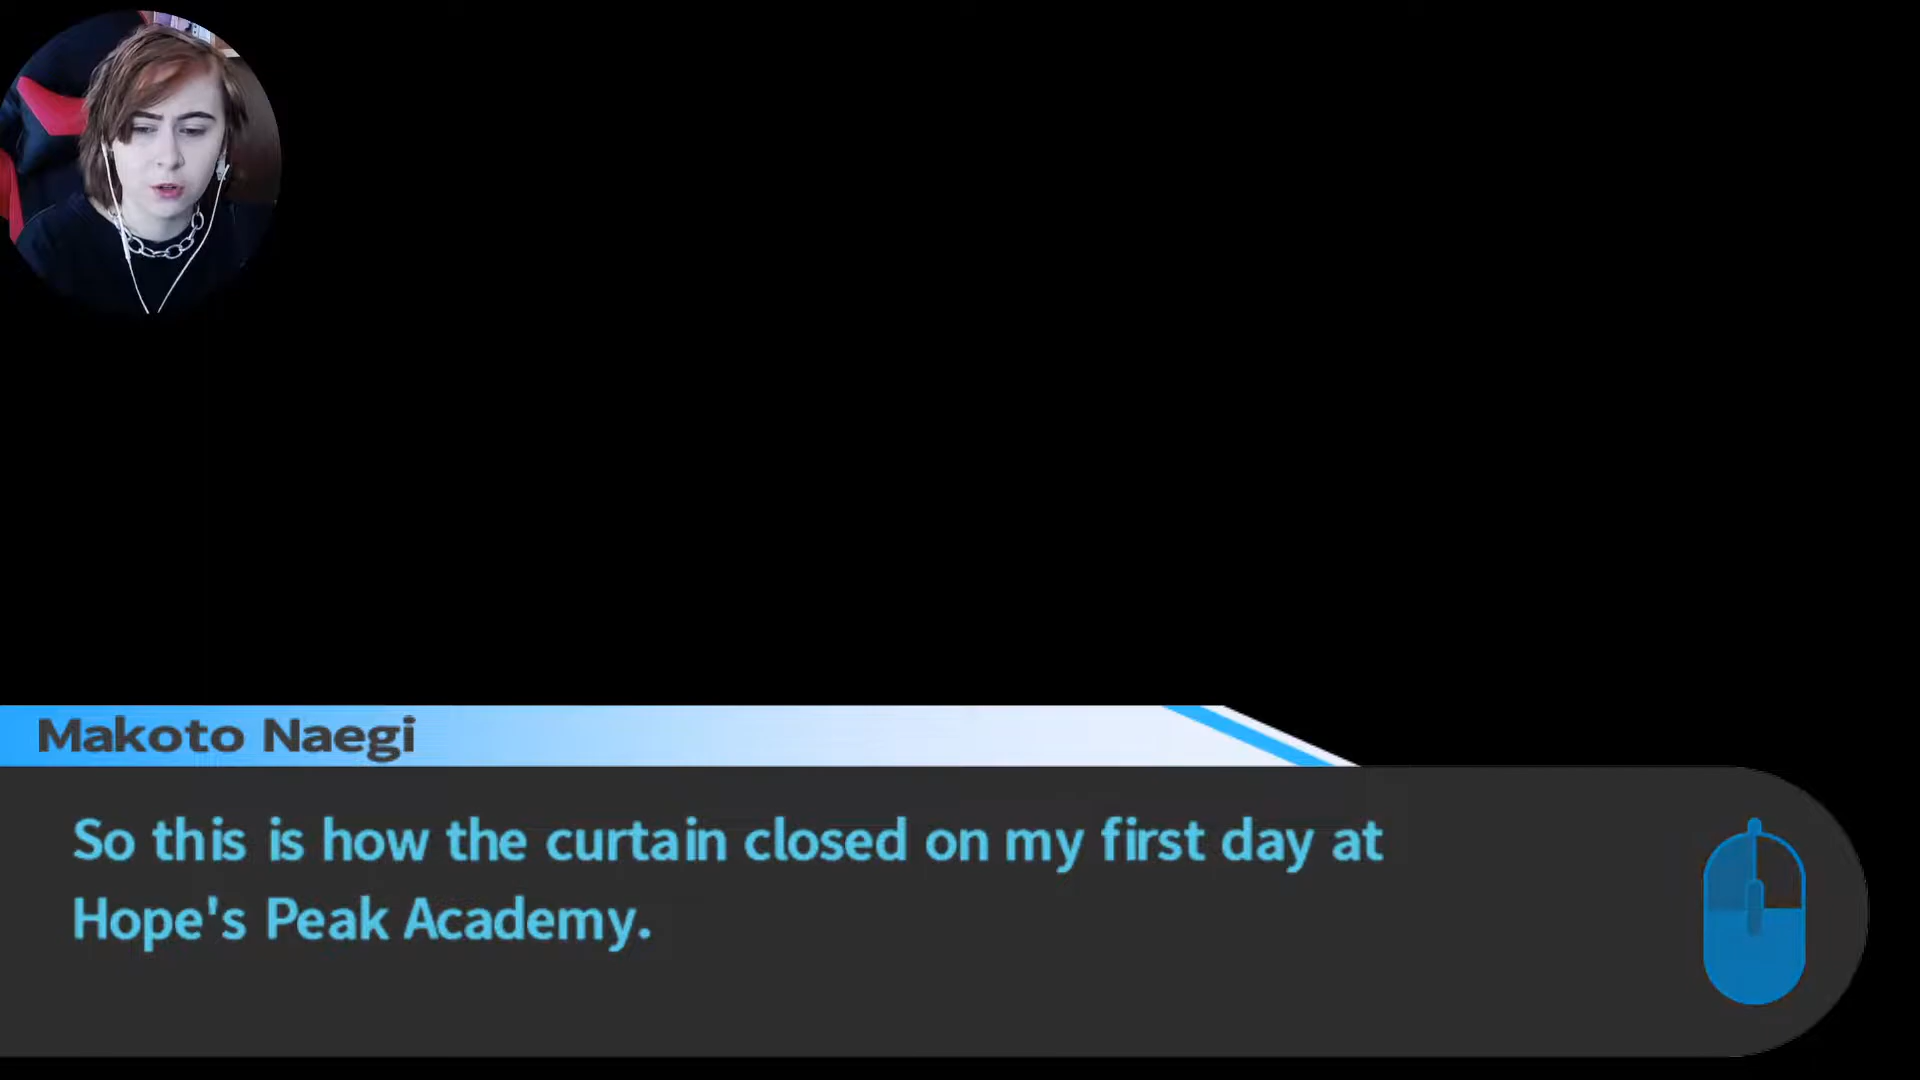 Makoto Naegi
So this is how the curtain closed on my first day at
Hope's Peak Academy.